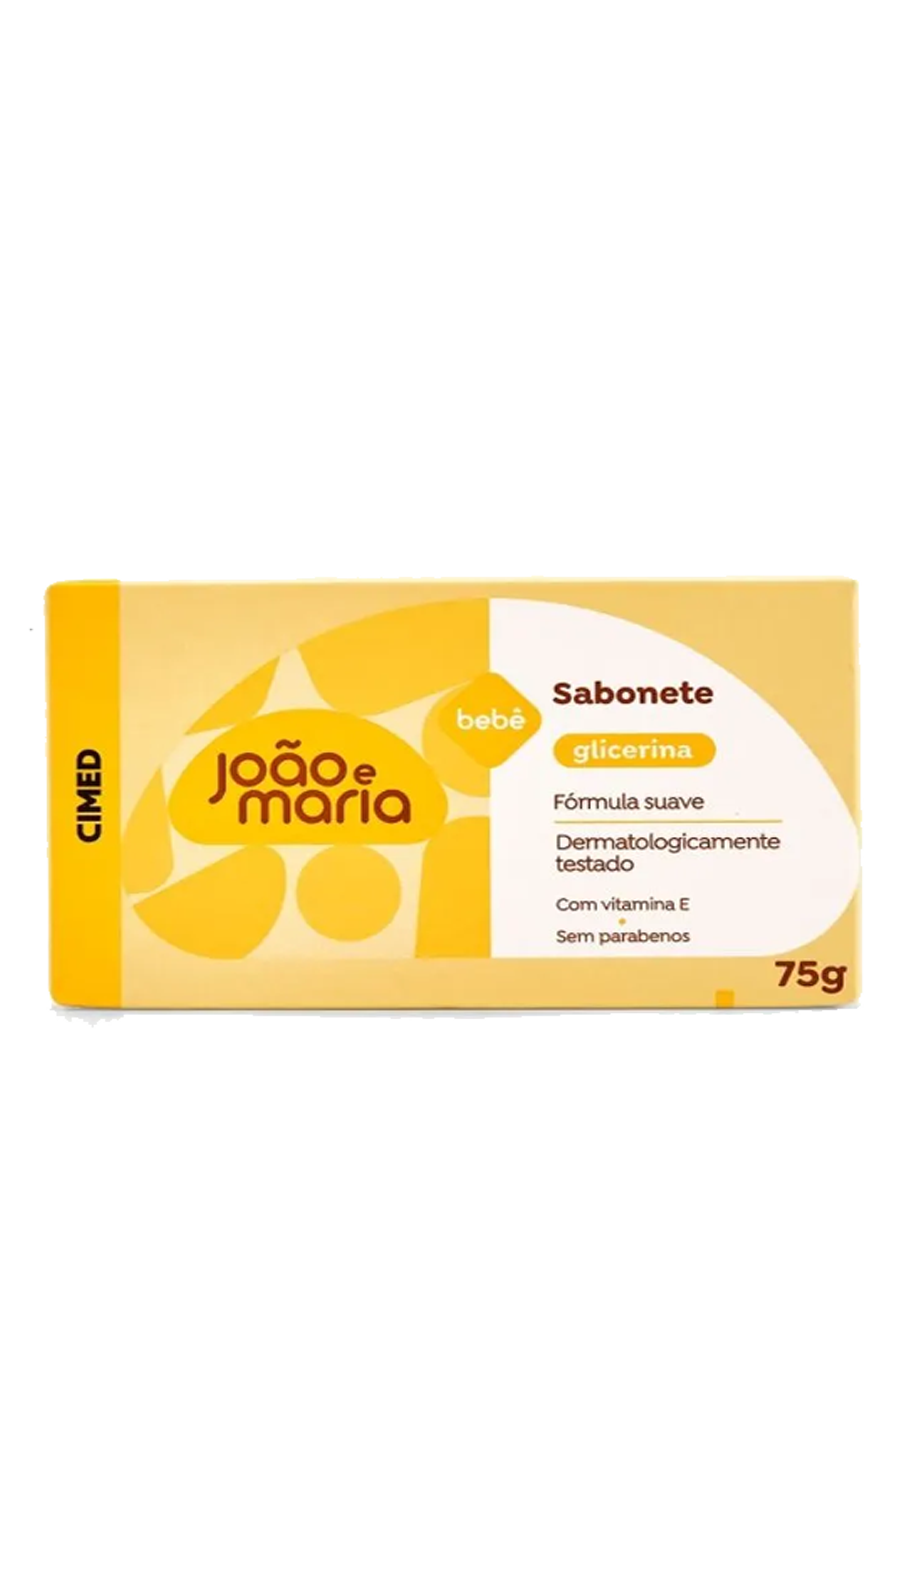 CIMED
joão e
maria
bebê
Sabonete
glicerina
Fórmula suave
Dermatologicamente
testado
Com vitamina E
Sem parabenos
75g